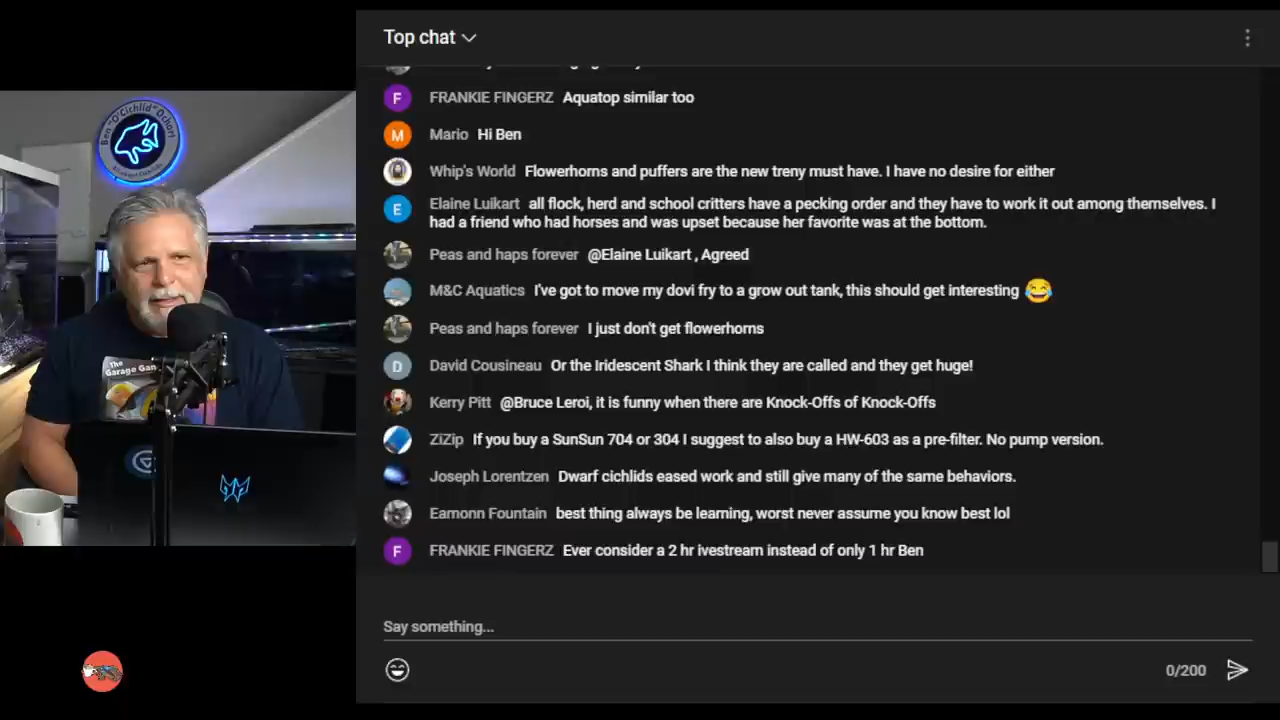 Top chat
FRANKIE FINGERZ Aquatop similar too
Mario Hi Ben
Whip's World Flowerhorns and puffers are the new treny must have. I have no desire for either
Elaine Luikart all flock, herd and school critters have a pecking order and they have to work it out among themselves. I
had a friend who had horses and was upset because her favorite was at the bottom.
Peas and haps forever @Elaine Luikart , Agreed
M&C Aquatics I've got to move my dovi fry to a grow out tank, this should get interesting 😂
Peas and haps forever I just don't get flowerhorns
David Cousineau Or the Iridescent Shark I think they are called and they get huge!
Kerry Pitt @Bruce Leroi, it is funny when there are Knock-Offs of Knock-Offs
ZiZip If you buy a SunSun 704 or 304 I suggest to also buy a HW-603 as a pre-filter. No pump version.
Joseph Lorentzen Dwarf cichlids eased work and still give many of the same behaviors.
Eamonn Fountain best thing always be learning, worst never assume you know best lol
FRANKIE FINGERZ Ever consider a 2 hr ivestream instead of only 1 hr Ben
Say something...
0/200
F
M
E
D
F
Ben "O'Cichlid" Ochart
The
Garage Gan